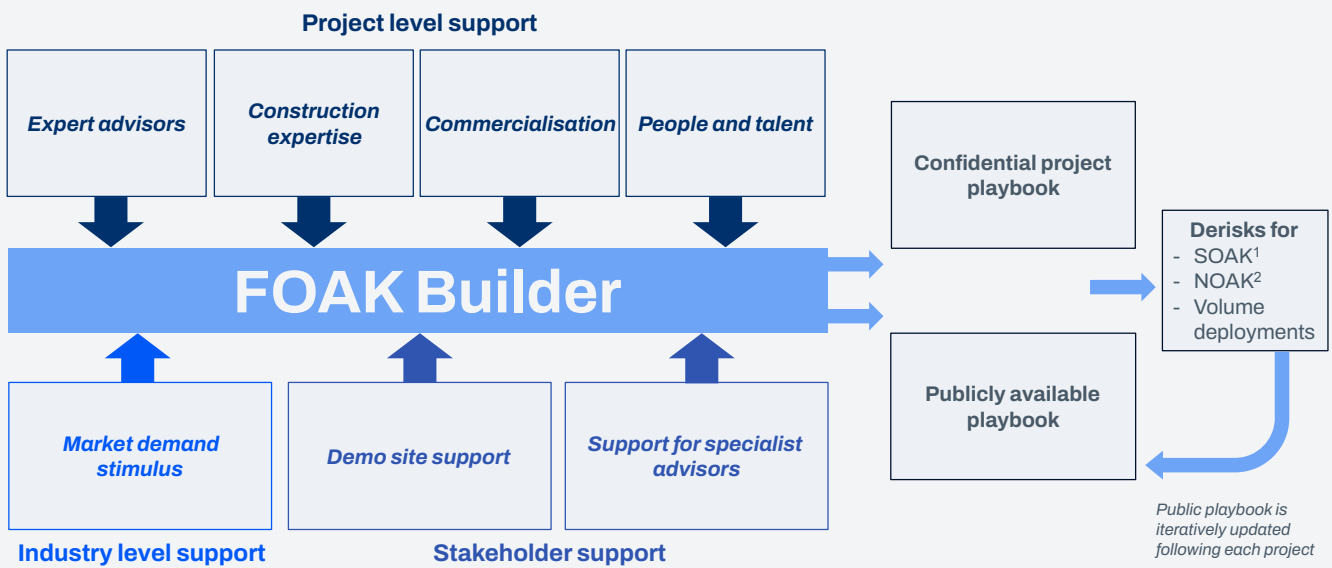 Project level support
Expert advisors
Construction
expertise
Commercialisation
People and talent
FOAK Builder
Market demand
stimulus
Demo site support
Support for specialist
advisors
Industry level support
Stakeholder support
Confidential project
playbook
Publicly available
playbook
Derisks for
- SOAK¹
- NOAK²
- Volume
deployments
Public playbook is
iteratively updated
following each project